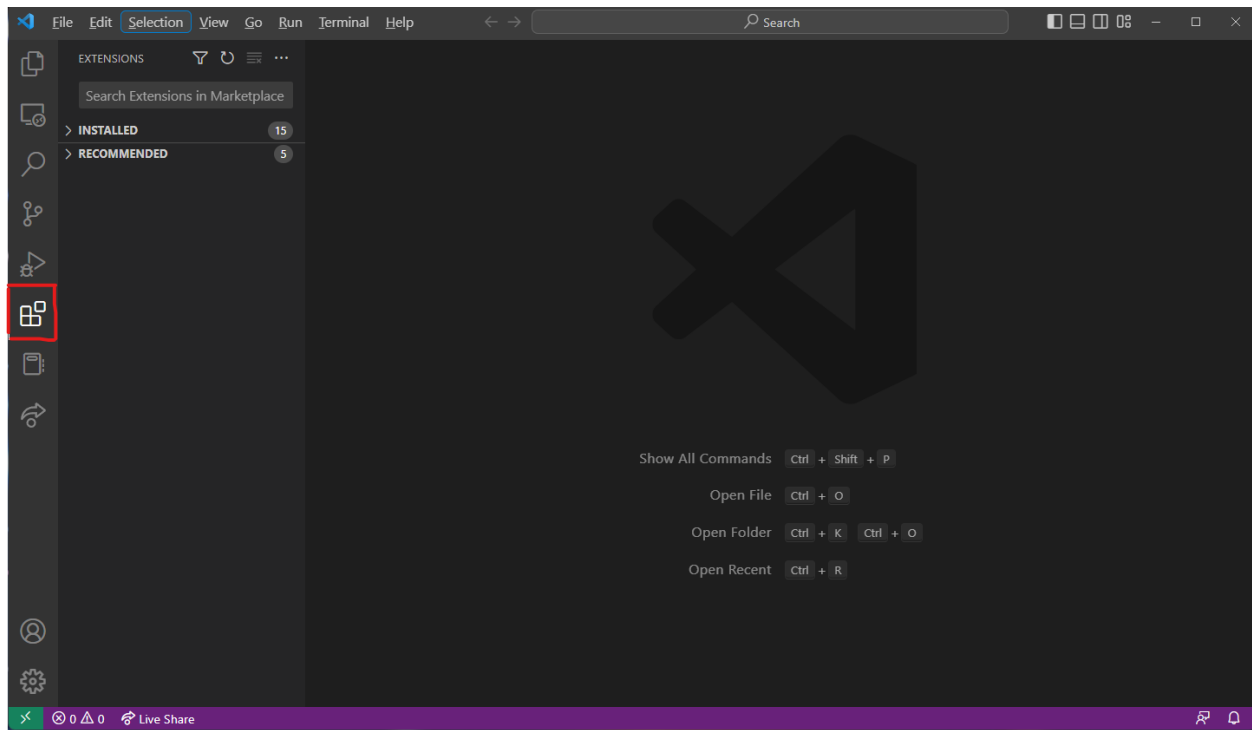 File Edit Selection View Go Run Terminal Help Search
EXTENSIONS
Search Extensions in Marketplace
INSTALLED 15
RECOMMENDED 5
Show All Commands Ctrl + Shift + P
Open File Ctrl + O
Open Folder Ctrl + K Ctrl + O
Open Recent Ctrl + R
0 0 Live Share